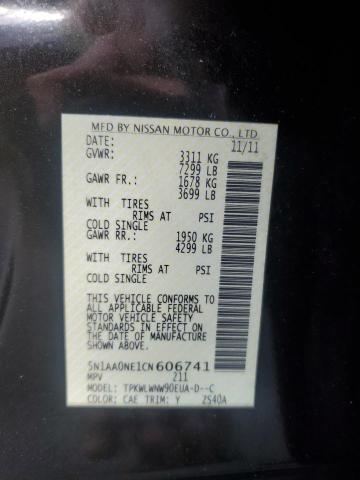 MFD BY NISSAN MOTOR CO., LTD
DATE: 11/11
GVWR: 3311 KG
7299 LB
GAWR FR.: 1678 KG
3699 LB
WITH TIRES
RIMS AT PSI
COLD SINGLE
GAWR RR.: 1950 KG
4299 LB
WITH TIRES
RIMS AT PSI
COLD SINGLE
THIS VEHICLE CONFORMS TO
ALL APPLICABLE FEDERAL
MOTOR VEHICLE SAFETY
STANDARDS IN EFFECT ON
THE DATE OF MANUFACTURE
SHOWN ABOVE.
5N1AA0NE1CN606741
MPV 211
MODEL: TPKWLWNW90EUA-D--C
COLOR: CAE TRIM: Y 2S40A